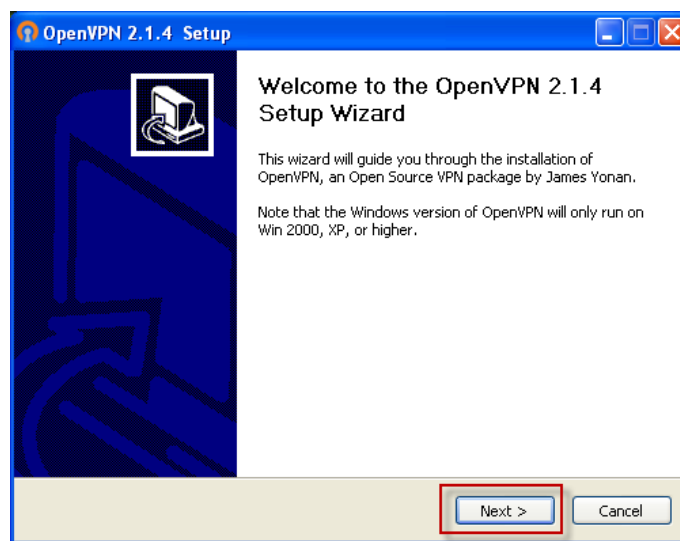 OpenVPN 2.1.4 Setup
Welcome to the OpenVPN 2.1.4
Setup Wizard
This wizard will guide you through the installation of
OpenVPN, an Open Source VPN package by James Yonan.
Note that the Windows version of OpenVPN will only run on
Win 2000, XP, or higher.
Next >
Cancel